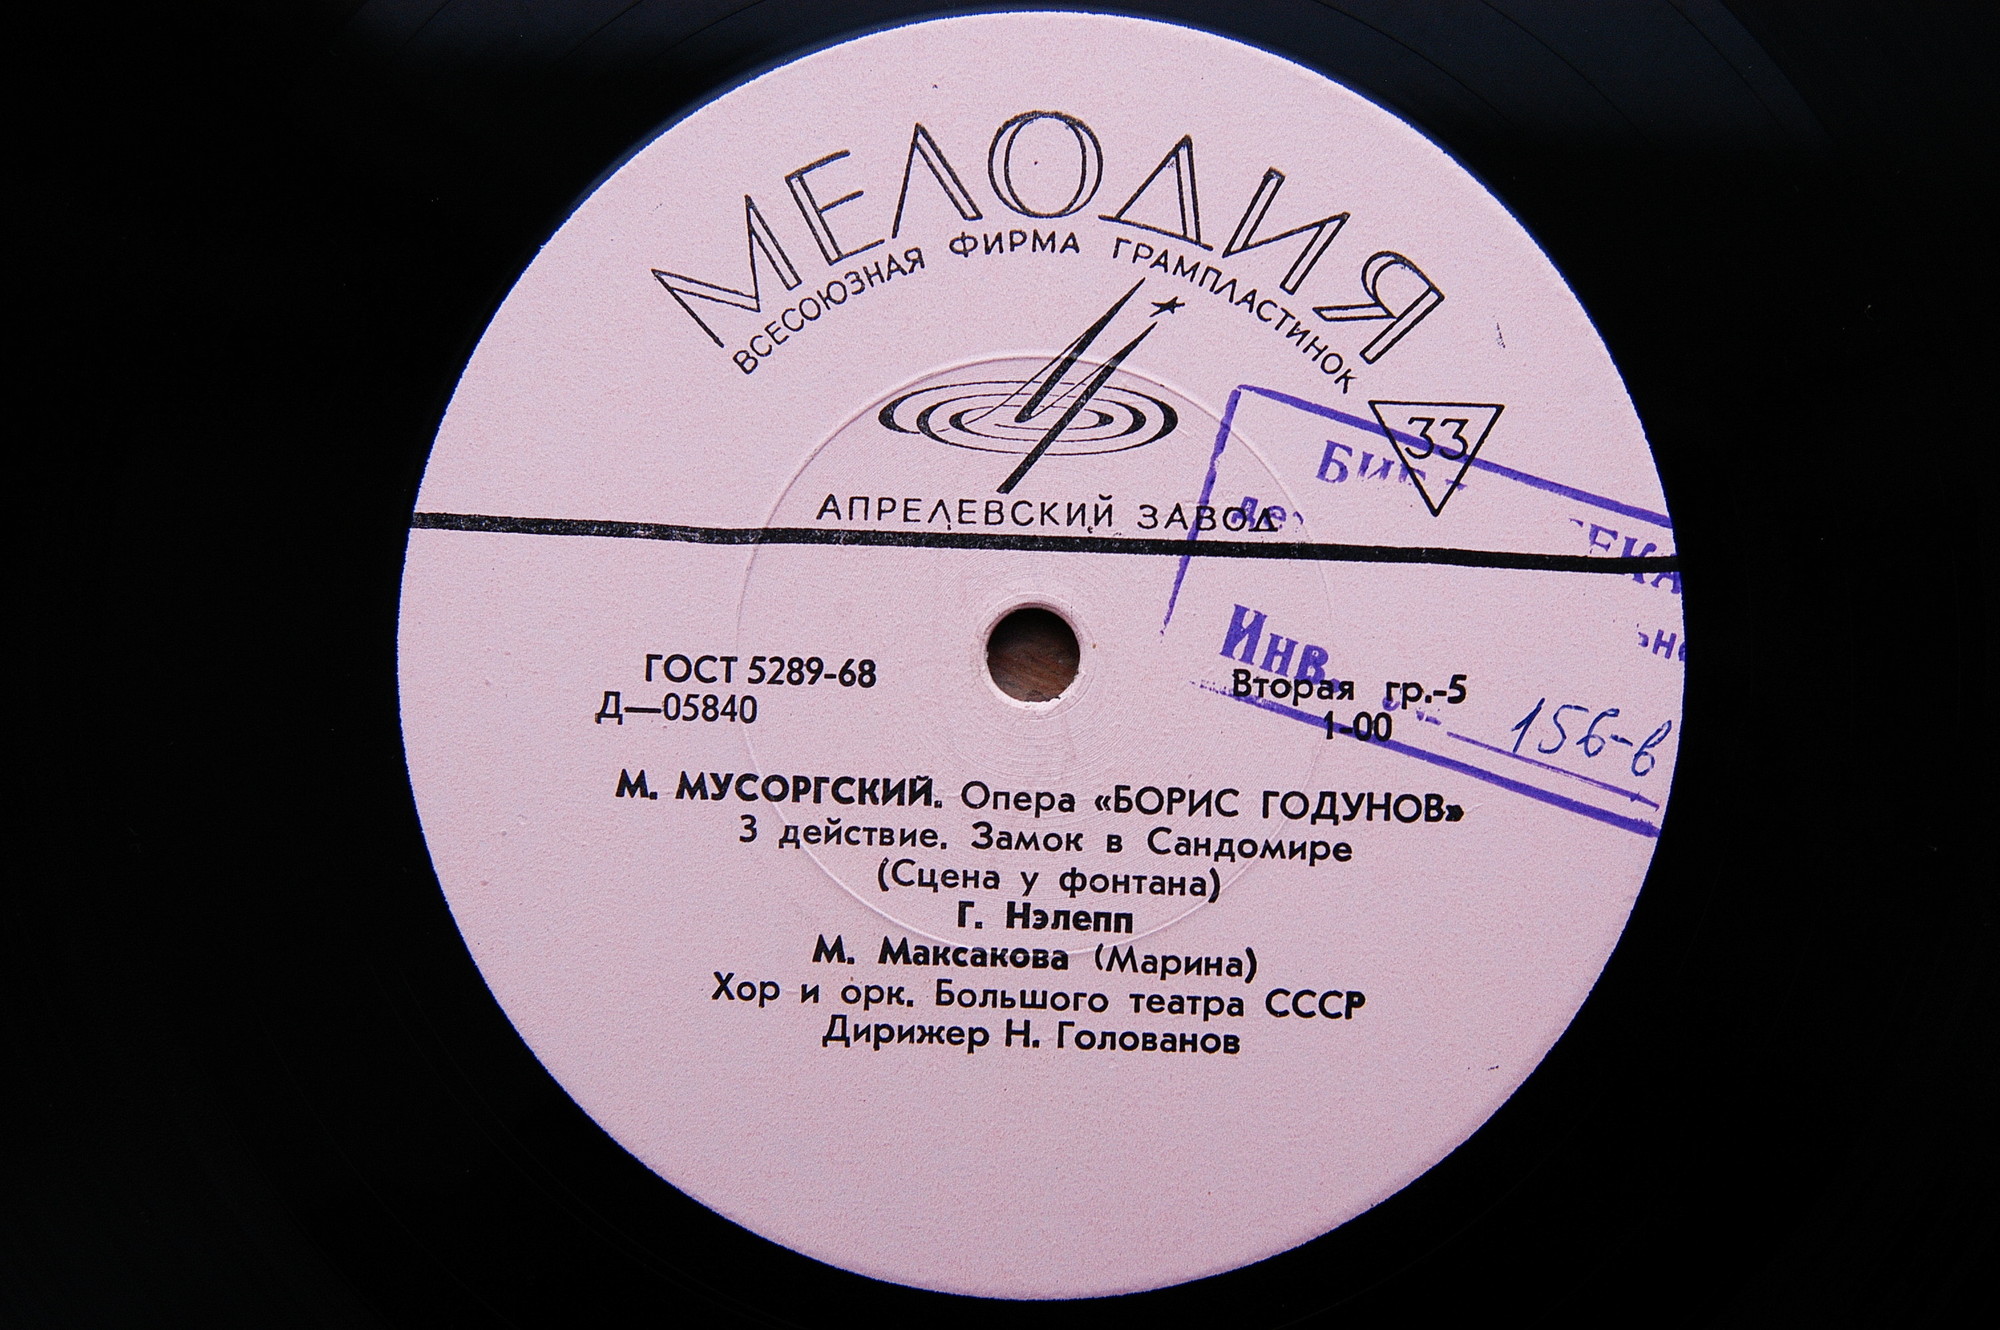 МЕЛОДИЯ
ВСЕСОЮЗНАЯ ФИРМА ГРАМПЛАСТИНОК
33
АПРЕЛЕВСКИЙ ЗАВОД
Инв.
156-в
ГОСТ 5289-68
Д—05840
Вторая гр.-5
1-00
М. МУСОРГСКИЙ. Опера «БОРИС ГОДУНОВ»
3 действие. Замок в Сандомире
(Сцена у фонтана)
Г. Нэлепп
М. Максакова (Марина)
Хор и орк. Большого театра СССР
Дирижер Н. Голованов